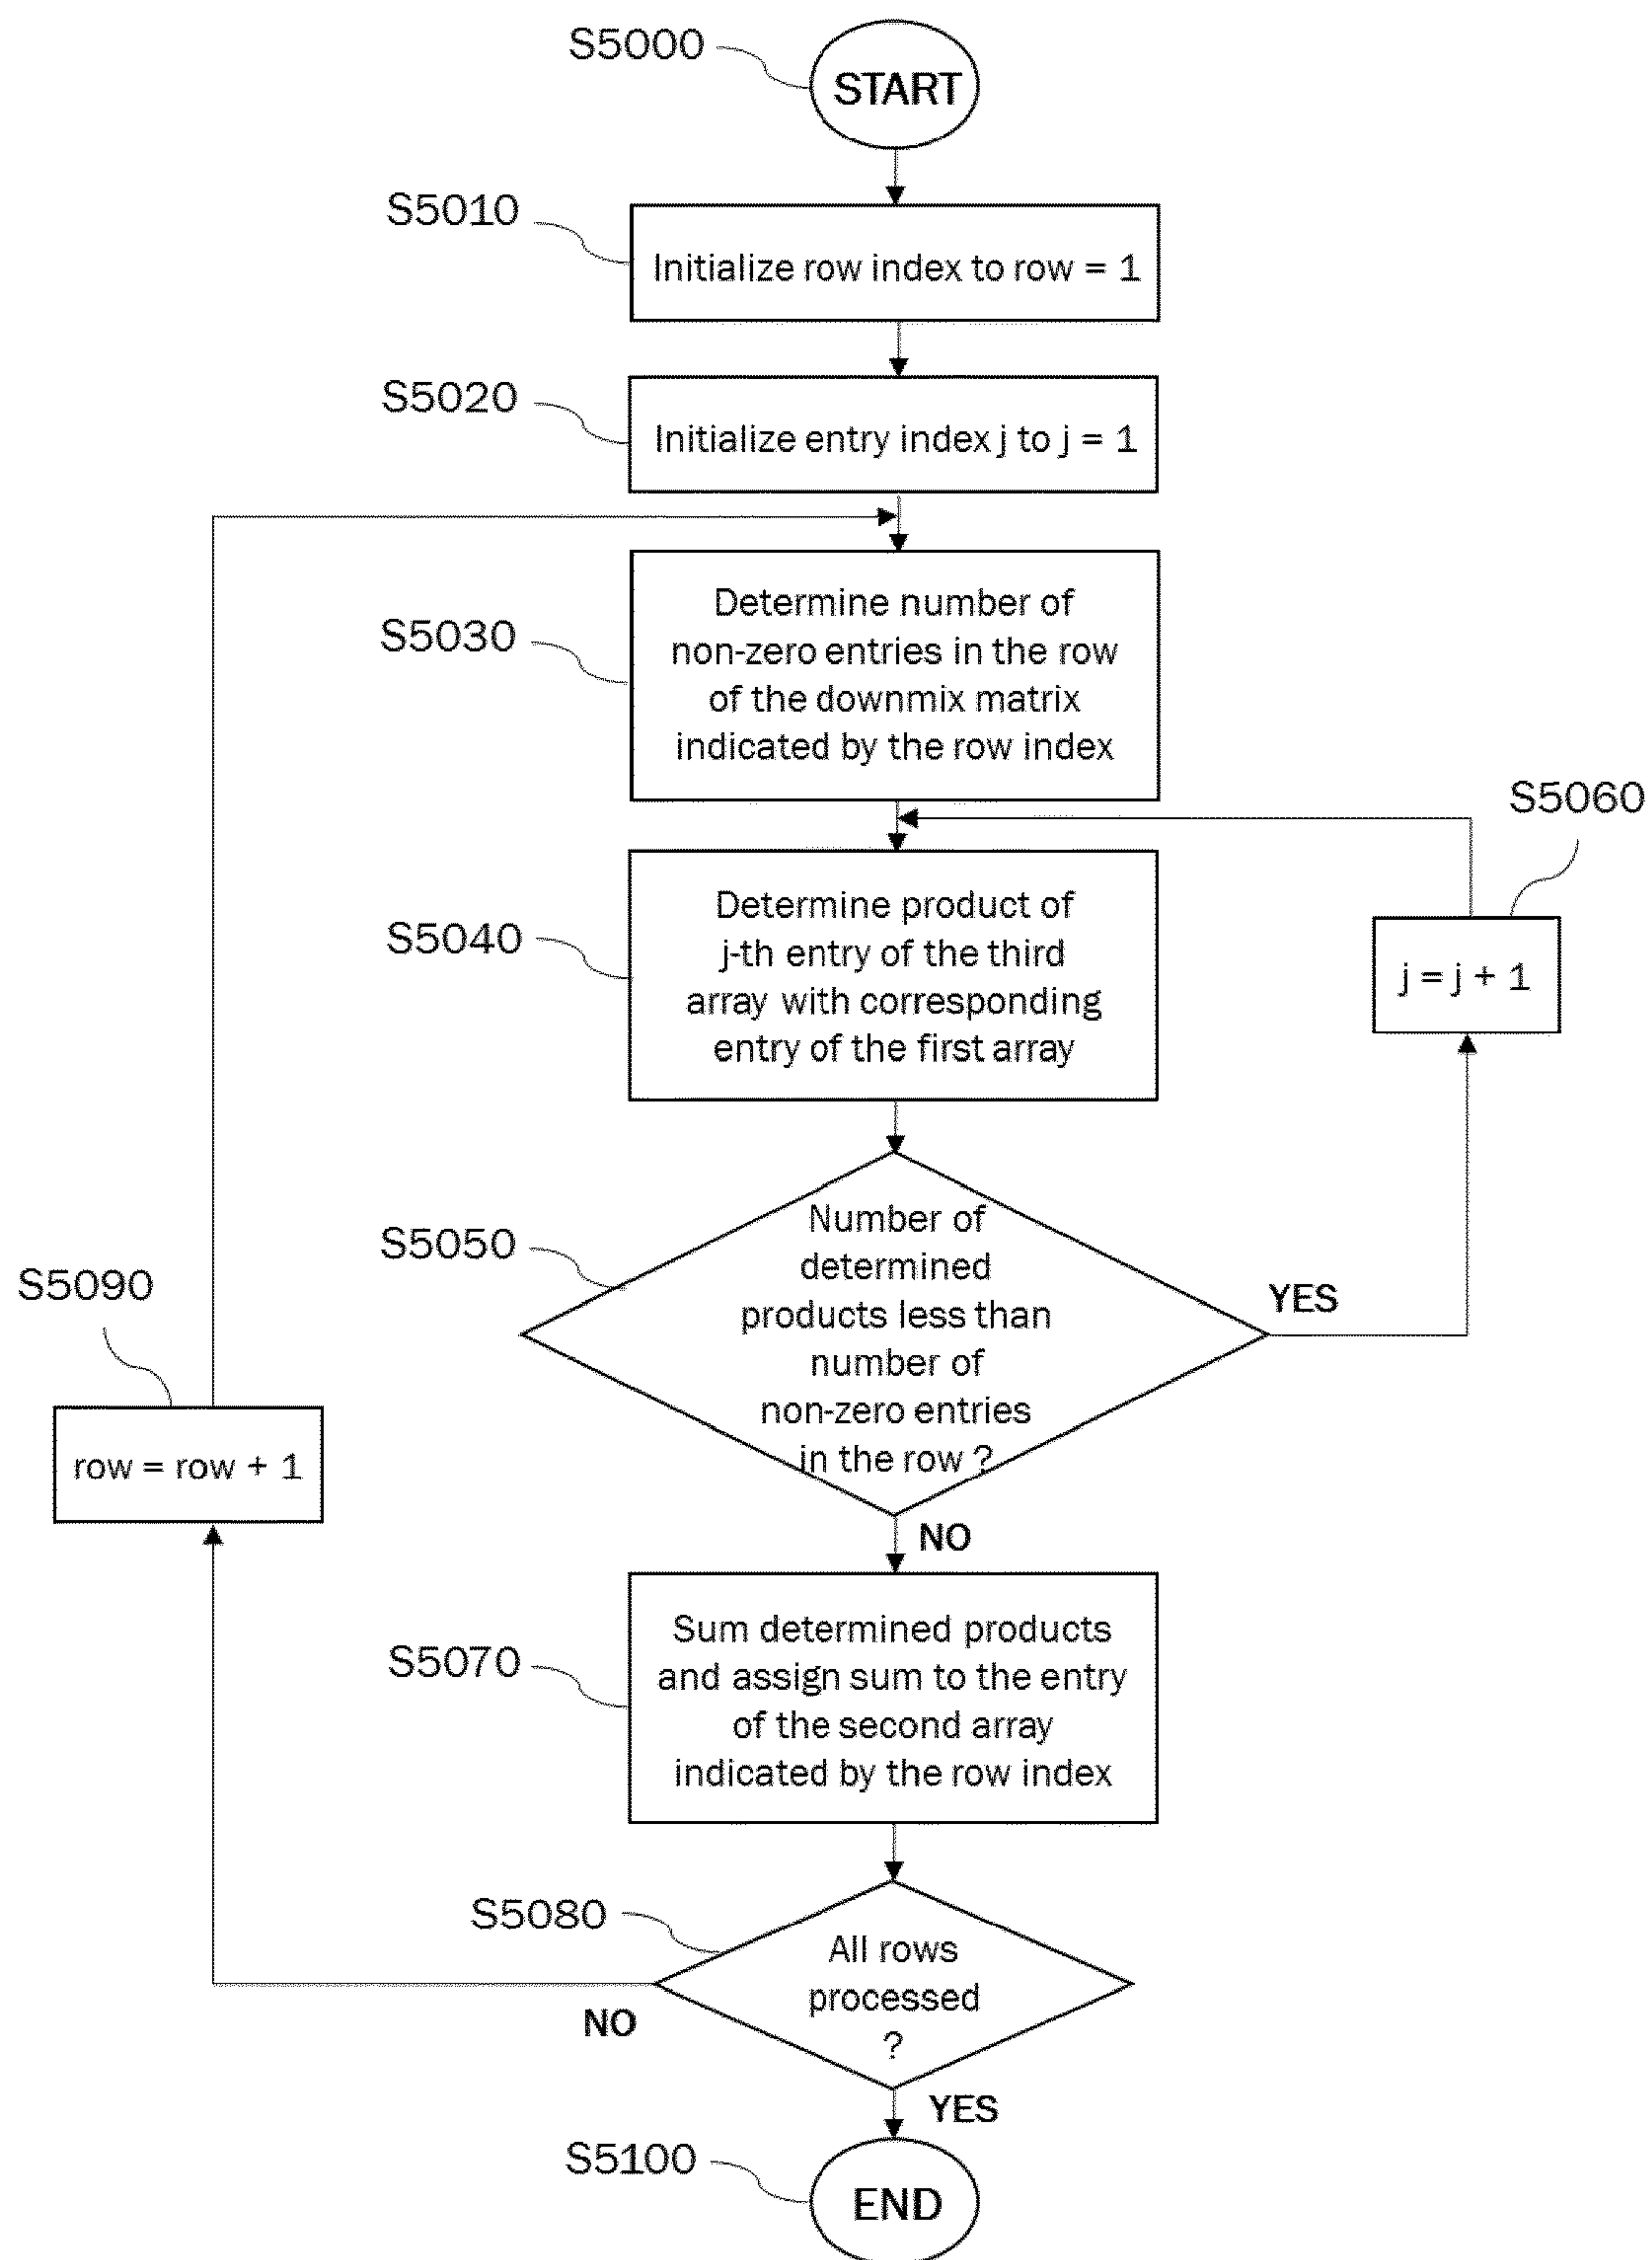 S5000
START
S5010
Initialize row index to row = 1
S5020
Initialize entry index j to j = 1
S5030
Determine number of
non-zero entries in the row
of the downmix matrix
indicated by the row index
S5060
j = j + 1
S5040
Determine product of
j-th entry of the third
array with corresponding
entry of the first array
S5050
Number of
determined
products less than
number of
non-zero entries
in the row ?
YES
NO
S5090
row = row + 1
S5070
Sum determined products
and assign sum to the entry
of the second array
indicated by the row index
S5080
All rows
processed
?
NO
YES
S5100
END